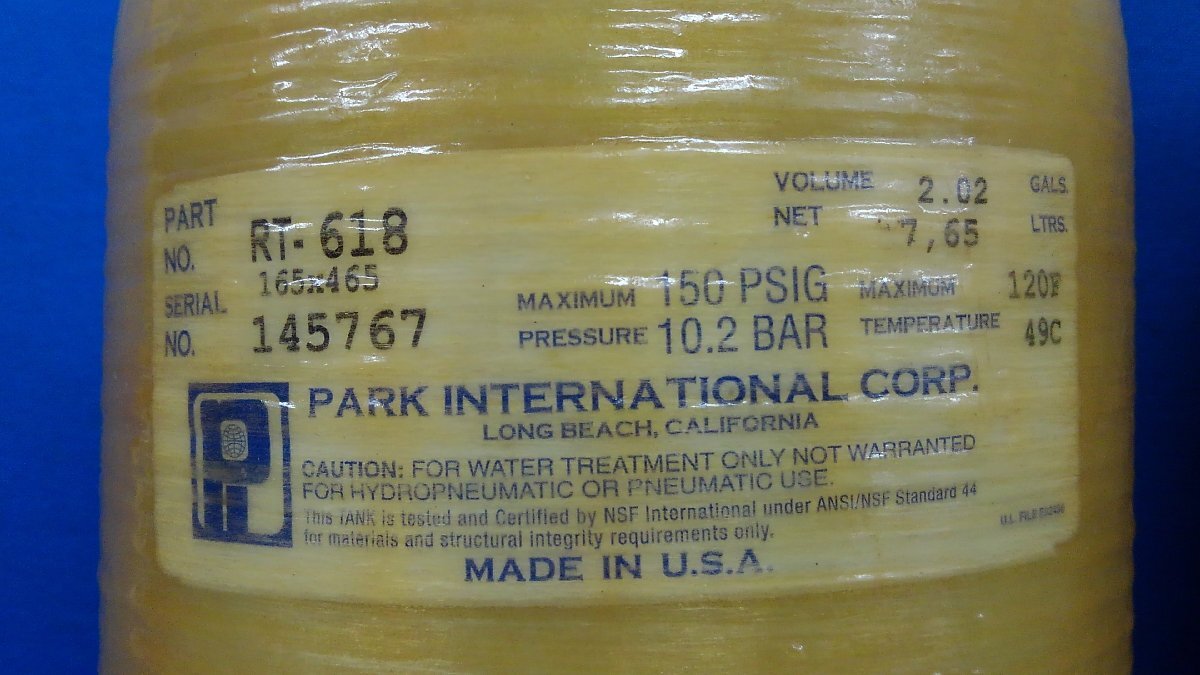 PART NO. RT-618
165x465
SERIAL NO. 145767
VOLUME NET 2.02 GALS.
7,65 LTRS.
MAXIMUM PRESSURE 150 PSIG
10.2 BAR
MAXIMUM TEMPERATURE 120F
49C
PARK INTERNATIONAL CORP.
LONG BEACH, CALIFORNIA
CAUTION: FOR WATER TREATMENT ONLY NOT WARRANTED
FOR HYDROPNEUMATIC OR PNEUMATIC USE.
This TANK is tested and Certified by NSF International under ANSI/NSF Standard 44
for materials and structural integrity requirements only.
MADE IN U.S.A.